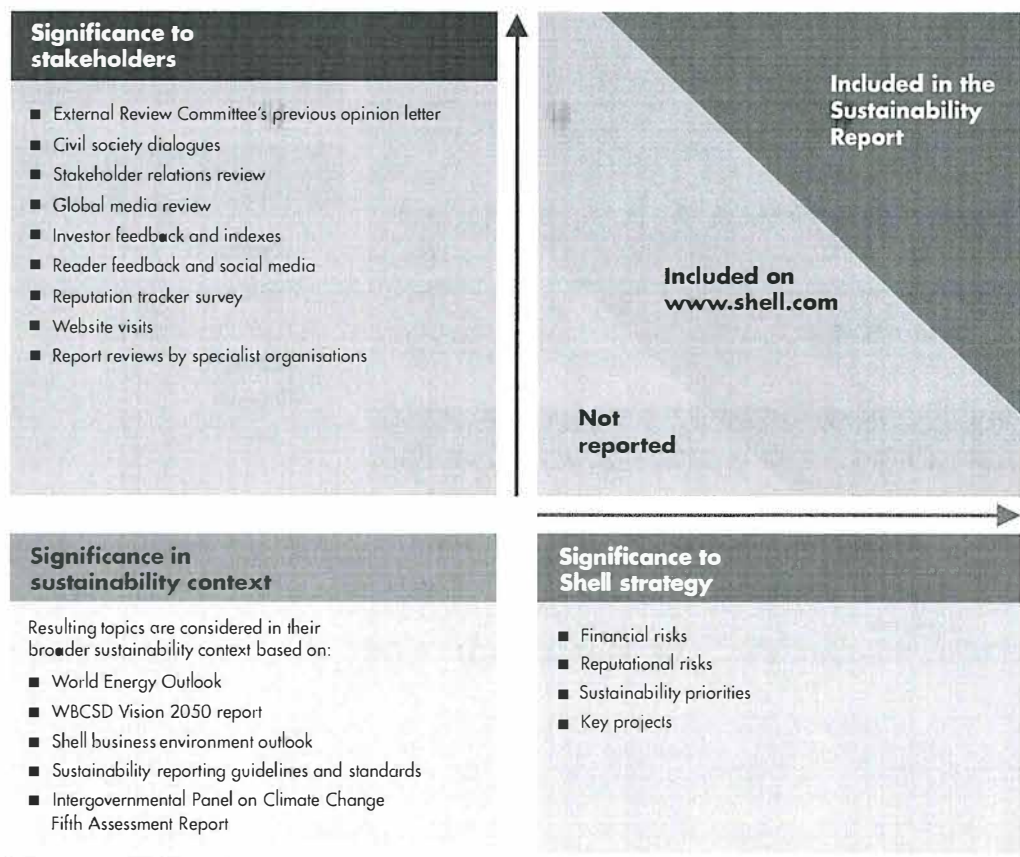 Significance to
stakeholders
■ External Review Committee's previous opinion letter
■ Civil society dialogues
■ Stakeholder relations review
■ Global media review
■ Investor feedback and indexes
■ Reader feedback and social media
■ Reputation tracker survey
■ Website visits
■ Report reviews by specialist organisations
Included in the
Sustainability
Report
Included on
www.shell.com
Not
reported
Significance in
sustainability context
Resulting topics are considered in their
broader sustainability context based on:
■ World Energy Outlook
■ WBCSD Vision 2050 report
■ Shell business environment outlook
■ Sustainability reporting guidelines and standards
■ Intergovernmental Panel on Climate Change
Fifth Assessment Report
Significance to
Shell strategy
■ Financial risks
■ Reputational risks
■ Sustainability priorities
■ Key projects